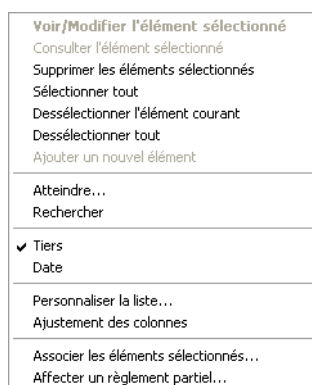 Voir/Modifier l'élément sélectionné
Consulter l'élément sélectionné
Supprimer les éléments sélectionnés
Sélectionner tout
Dessélectionner l'élément courant
Dessélectionner tout
Ajouter un nouvel élément
Atteindre...
Rechercher
Tiers
Date
Personnaliser la liste...
Ajustement des colonnes
Associer les éléments sélectionnés...
Affecter un règlement partiel...